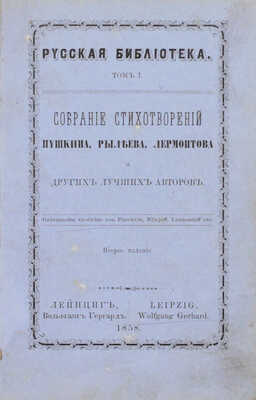 РУССКАЯ БИБЛІОТЕКА.
ТОМЪ I.
СОБРАНІЕ СТИХОТВОРЕНІЙ
ПУШКИНА, РЫЛѢЕВА, ЛЕРМОНТОВА
И
ДРУГИХЪ ЛУЧШИХЪ АВТОРОВЪ.
Второе изданіе
ЛЕЙПЦИГЪ, LEIPZIG,
Вольфгангъ Гергардъ. Wolfgang Gerhard.
1858.